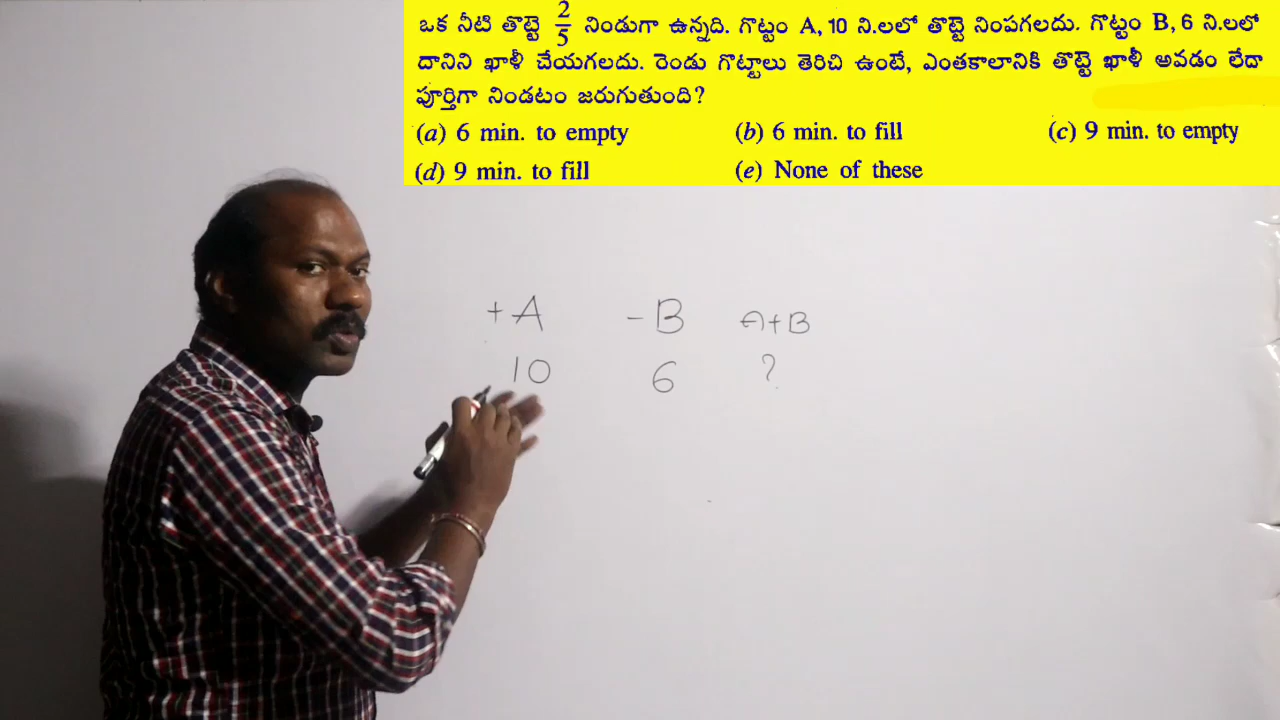 ఒక నీటి తొట్టె 2/5 నిండుగా ఉన్నది. గొట్టం A, 10 ని.లలో తొట్టె నింపగలదు. గొట్టం B, 6 ని.లలో
దానిని ఖాళీ చేయగలదు. రెండు గొట్టాలు తెరిచి ఉంటే, ఎంతకాలానికి తొట్టె ఖాళీ అవడం లేదా
పూర్తిగా నిండటం జరుగుతుంది?
(a) 6 min. to empty (b) 6 min. to fill (c) 9 min. to empty
(d) 9 min. to fill (e) None of these
+A -B A+B
10 6 ?